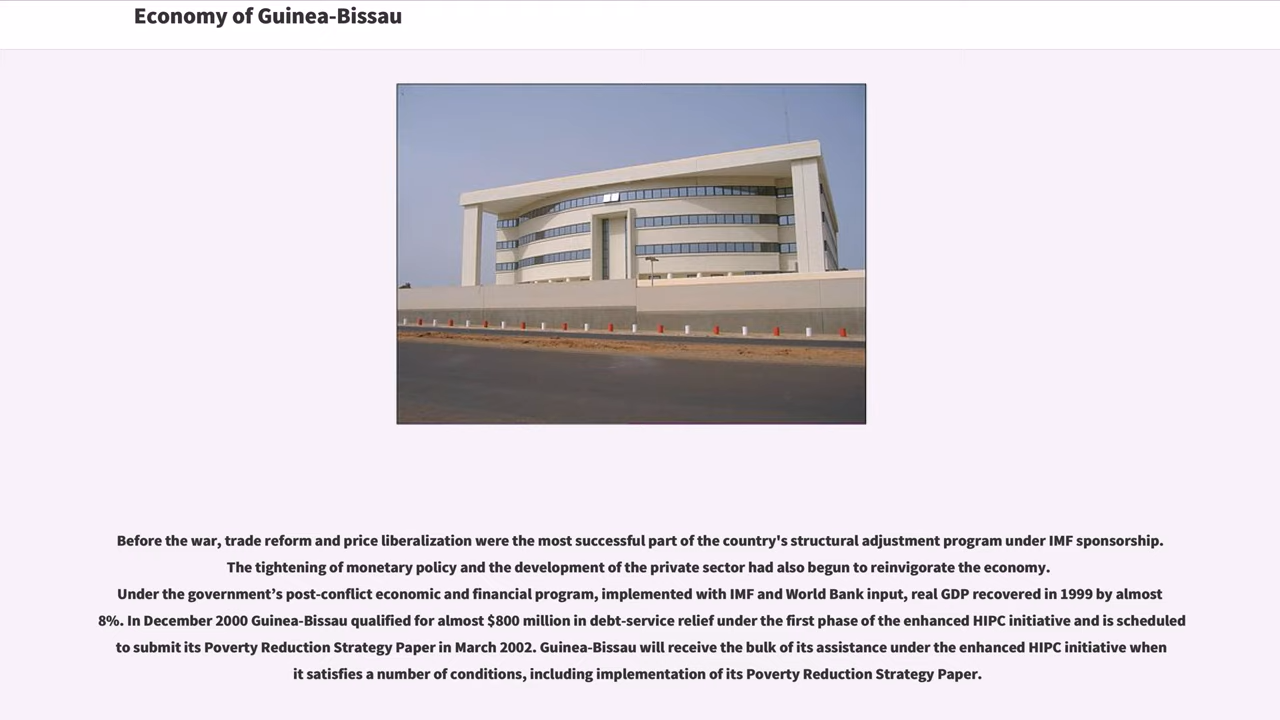 Economy of Guinea-Bissau
Before the war, trade reform and price liberalization were the most successful part of the country's structural adjustment program under IMF sponsorship.
The tightening of monetary policy and the development of the private sector had also begun to reinvigorate the economy.
Under the government’s post-conflict economic and financial program, implemented with IMF and World Bank input, real GDP recovered in 1999 by almost
8%. In December 2000 Guinea-Bissau qualified for almost $800 million in debt-service relief under the first phase of the enhanced HIPC initiative and is scheduled
to submit its Poverty Reduction Strategy Paper in March 2002. Guinea-Bissau will receive the bulk of its assistance under the enhanced HIPC initiative when
it satisfies a number of conditions, including implementation of its Poverty Reduction Strategy Paper.